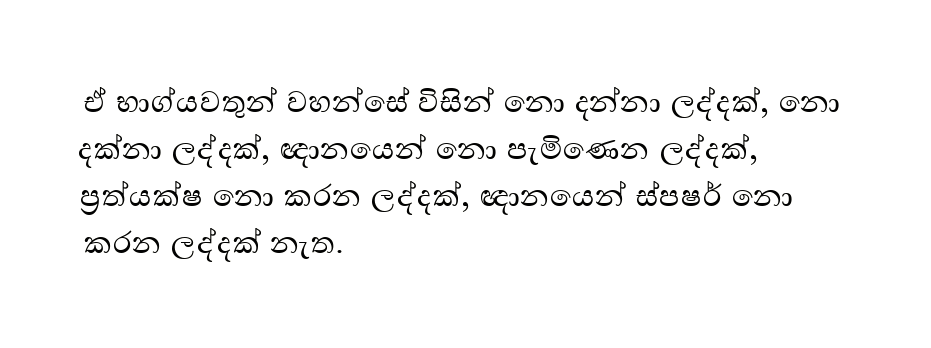 ඒ භාග්යවතුන් වහන්සේ විසින් නො දන්නා ලද්දක්, නො
දක්නා ලද්දක්, ඥානයෙන් නො පැමිණෙන ලද්දක්,
ප්‍රත්යක්ෂ නො කරන ලද්දක්, ඥානයෙන් ස්පෂර් නො
කරන ලද්දක් නැත.